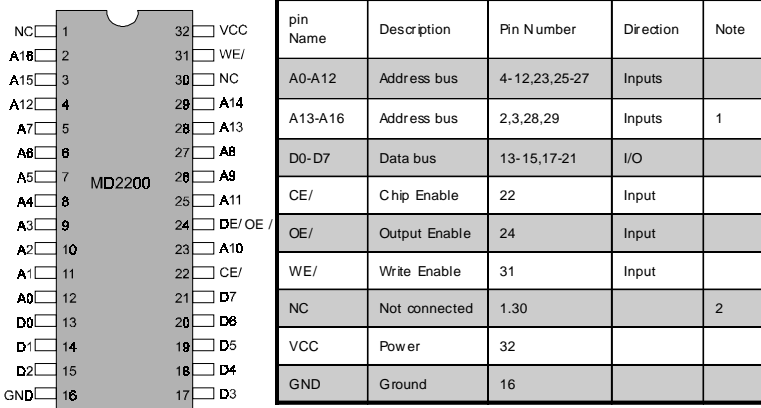 NC 1 32 VCC
A16 2 31 WE/
A15 3 30 NC
A12 4 29 A14
A7 5 28 A13
A6 6 27 A8
A5 7 26 A9
MD2200
A4 8 25 A11
A3 9 24 OE/ OE /
A2 10 23 A10
A1 11 22 CE/
A0 12 21 D7
D0 13 20 D6
D1 14 19 D5
D2 15 18 D4
GND 16 17 D3
pin Name Description Pin Number Direction Note
A0-A12 Address bus 4-12,23,25-27 Inputs
A13-A16 Address bus 2,3,28,29 Inputs 1
D0-D7 Data bus 13-15,17-21 I/O
CE/ Chip Enable 22 Input
OE/ Output Enable 24 Input
WE/ Write Enable 31 Input
NC Not connected 1.30 2
VCC Power 32
GND Ground 16